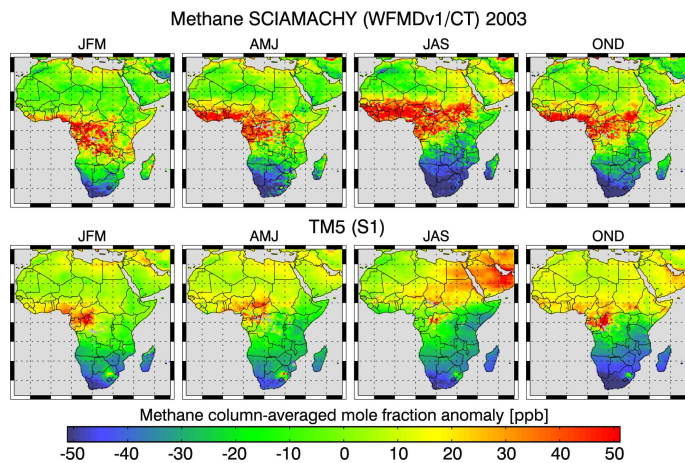 Methane SCIAMACHY (WFMDv1/CT) 2003
JFM AMJ JAS OND
TM5 (S1)
JFM AMJ JAS OND
Methane column-averaged mole fraction anomaly [ppb]
-50 -40 -30 -20 -10 0 10 20 30 40 50